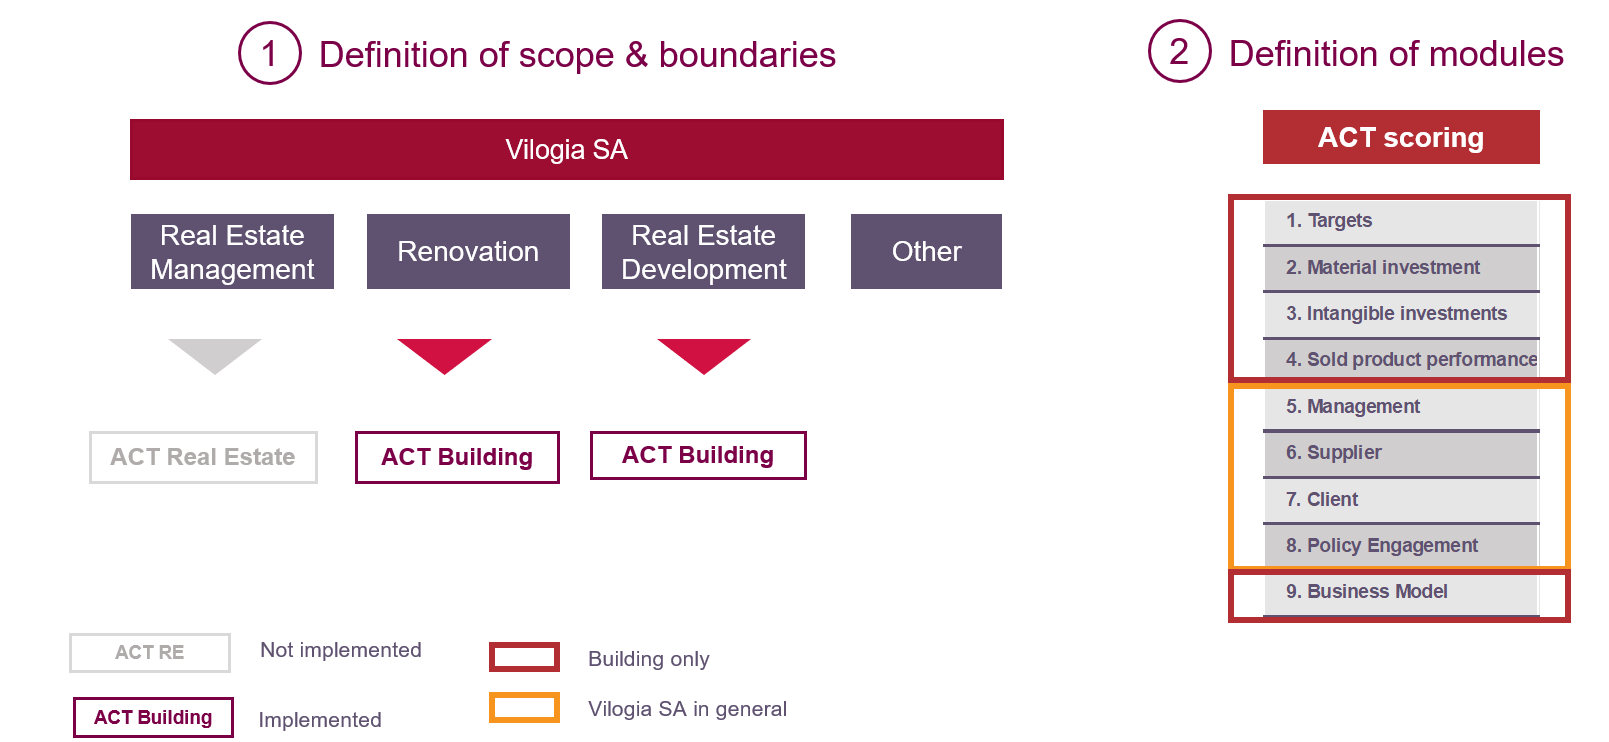 1 Definition of scope & boundaries
Vilogia SA
Real Estate
Management
Renovation
Real Estate
Development
Other
ACT Real Estate
ACT Building
ACT Building
ACT RE
Not implemented
ACT Building
Implemented
Building only
Vilogia SA in general
2 Definition of modules
ACT scoring
1. Targets
2. Material investment
3. Intangible investments
4. Sold product performance
5. Management
6. Supplier
7. Client
8. Policy Engagement
9. Business Model